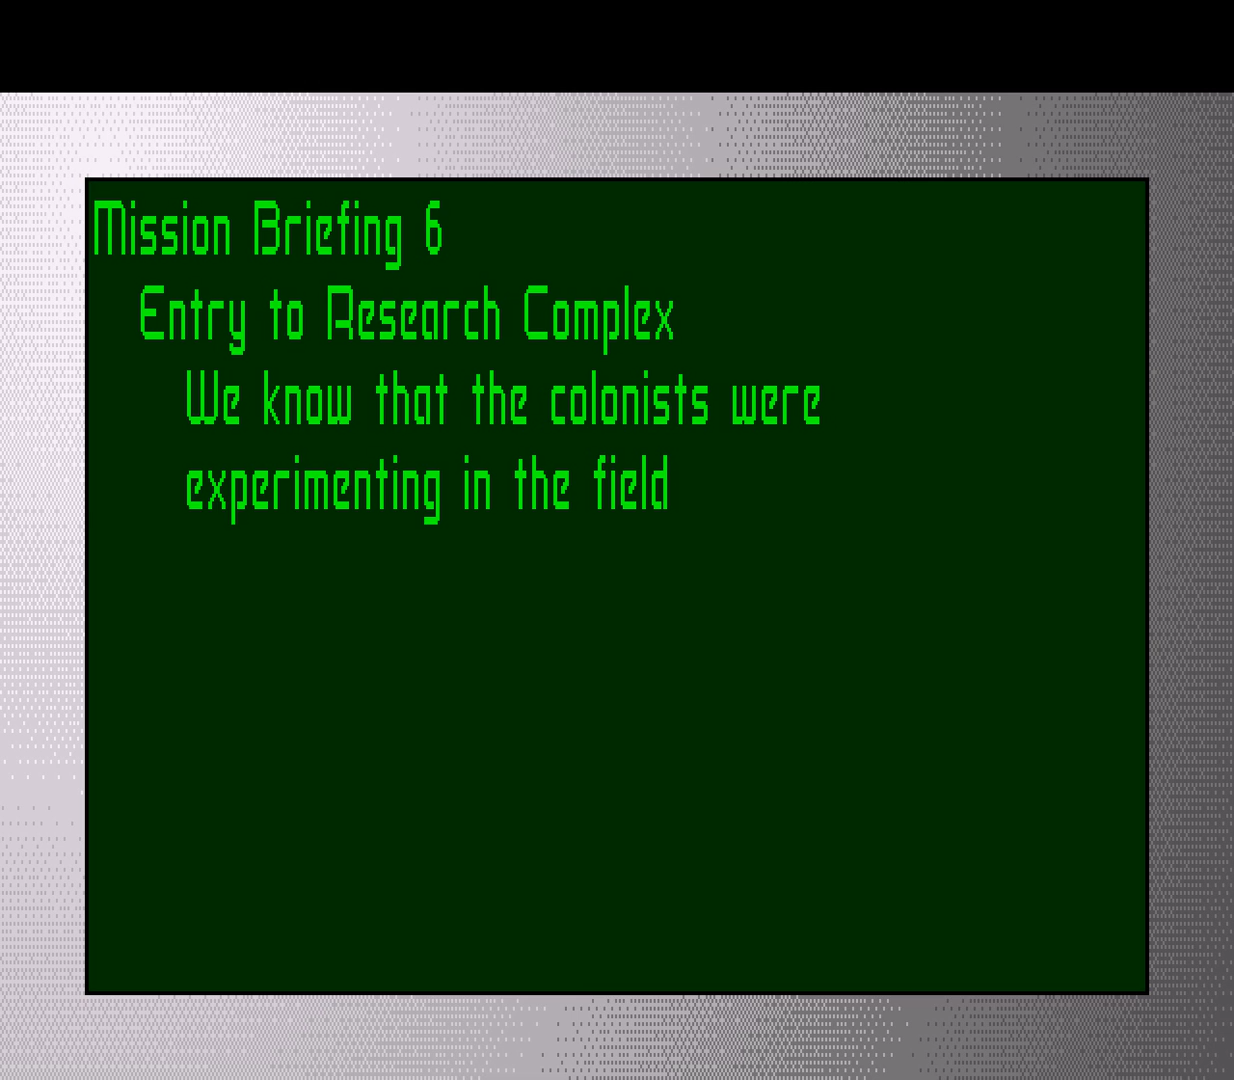 Mission Briefing 6
Entry to Research Complex
We know that the colonists were
experimenting in the field